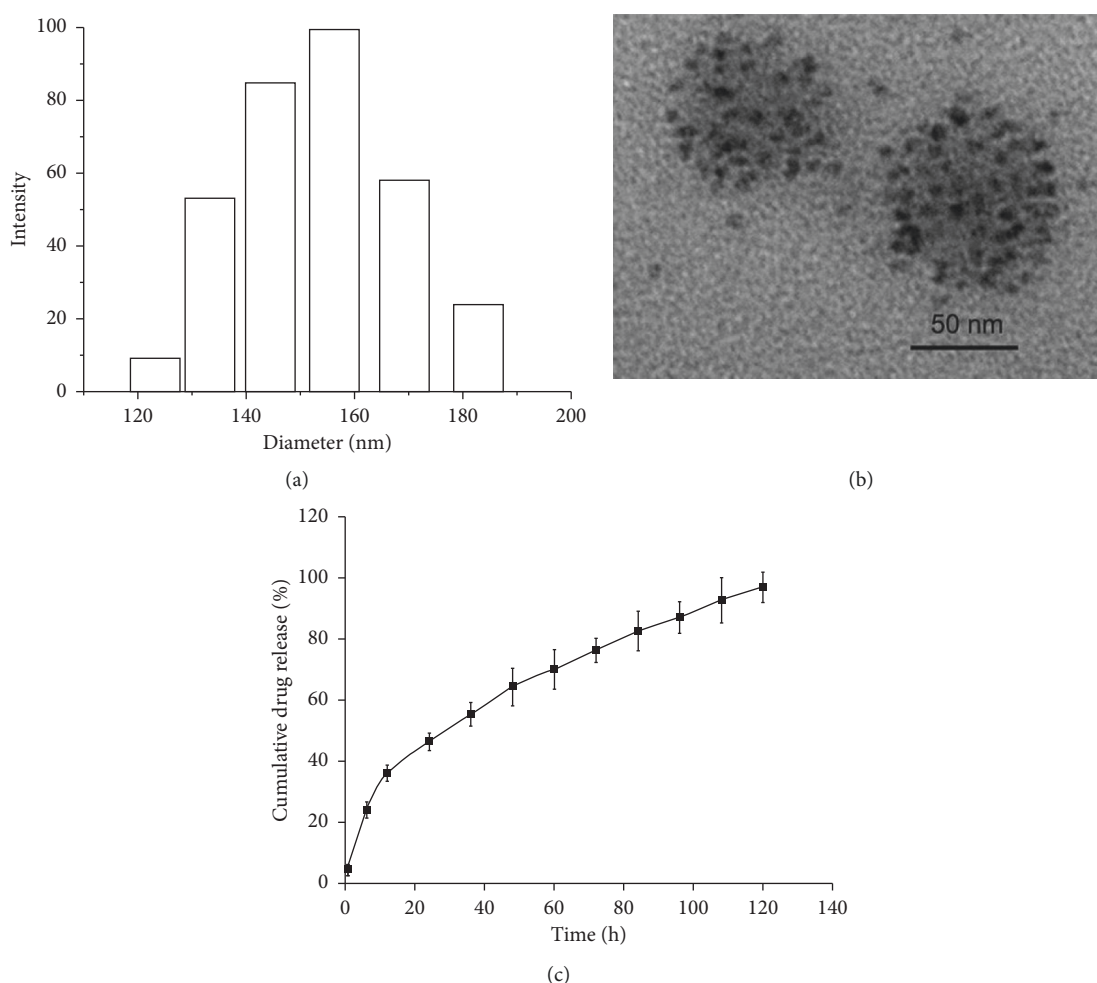 100
80
60
40
20
0
Intensity
120 140 160 180 200
Diameter (nm)
(a)
50 nm
(b)
120
100
80
60
40
20
0
Cumulative drug release (%)
0 20 40 60 80 100 120 140
Time (h)
(c)